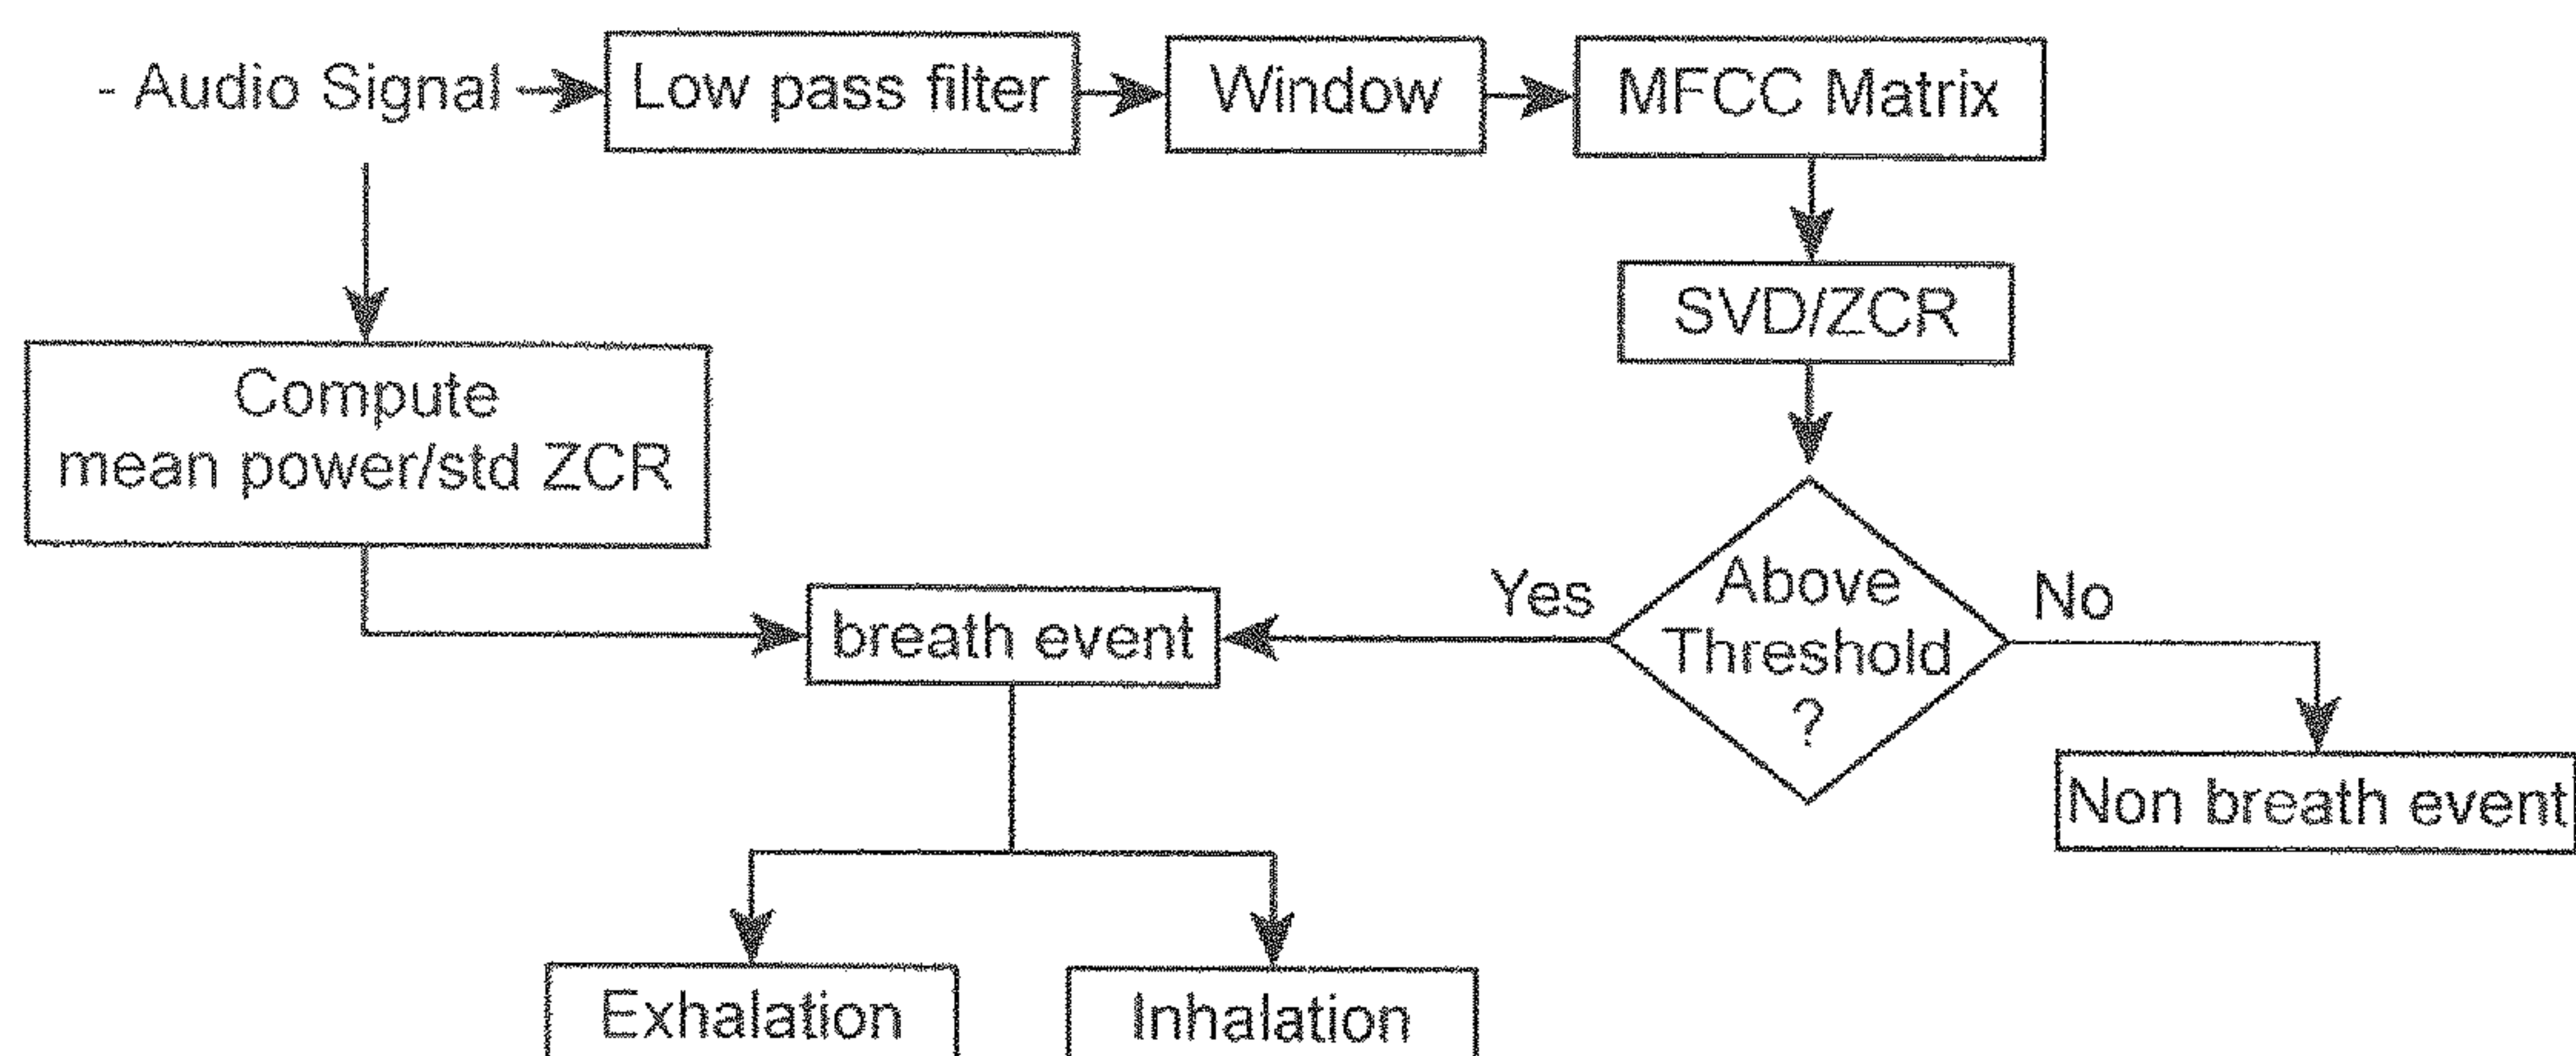 - Audio Signal
Low pass filter
Window
MFCC Matrix
SVD/ZCR
Compute
mean power/std ZCR
Yes
Above
Threshold
?
No
breath event
Non breath event
Exhalation
Inhalation